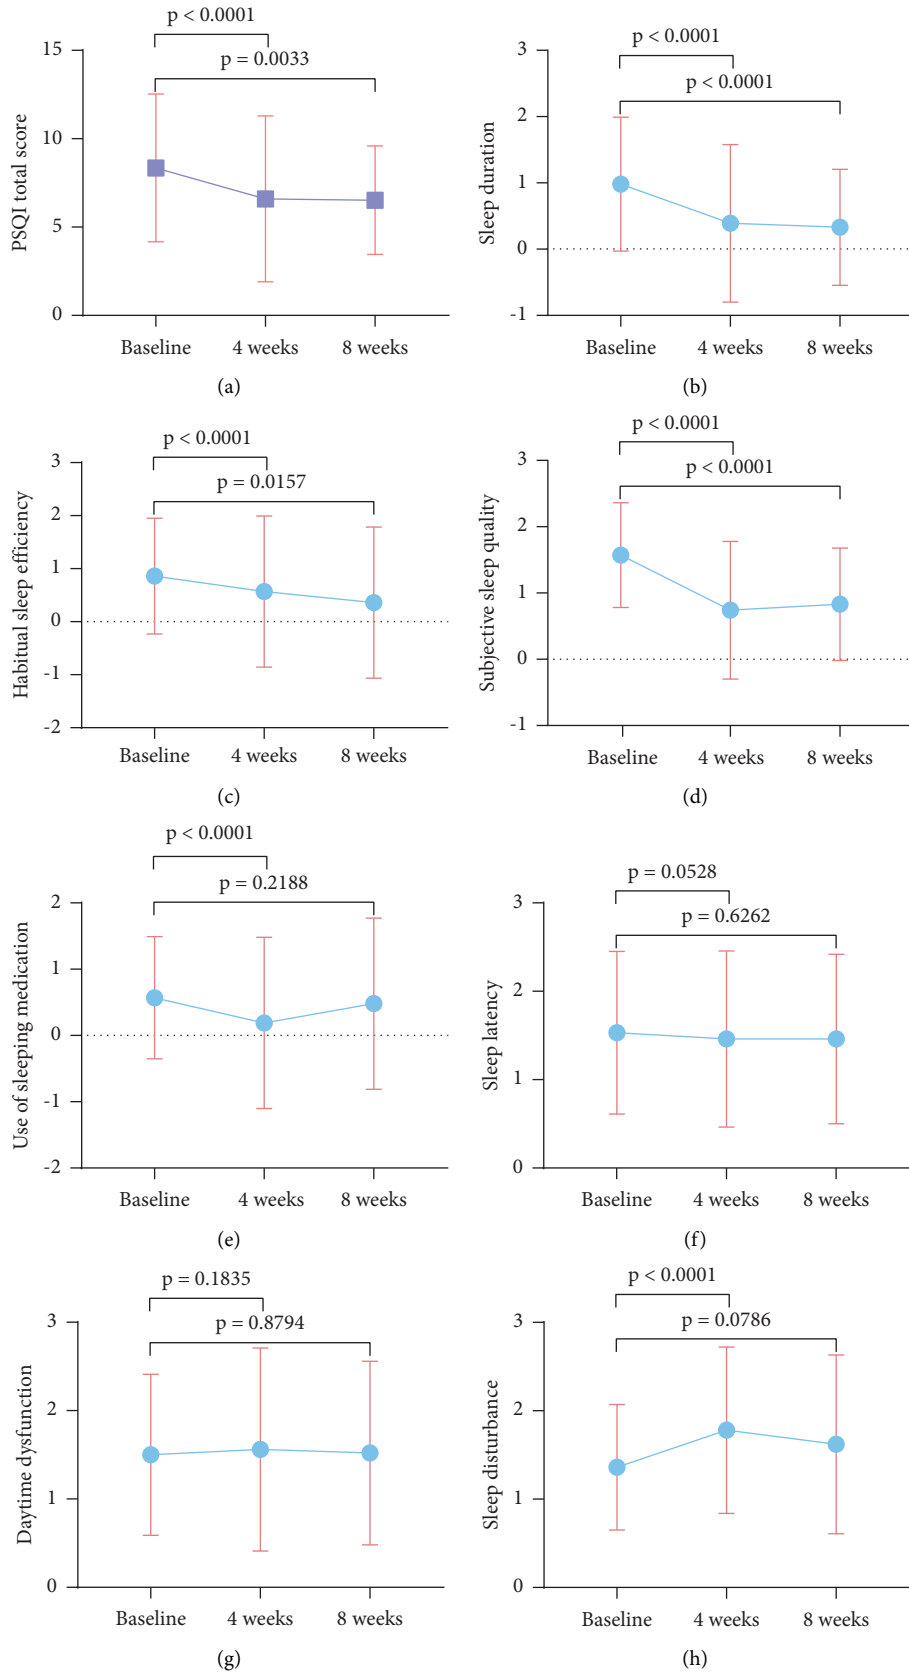 p < 0.0001
p = 0.0033
15
10
5
0
PSQI total score
Baseline 4 weeks 8 weeks
(a)
p < 0.0001
p < 0.0001
3
2
1
0
-1
Sleep duration
Baseline 4 weeks 8 weeks
(b)
p < 0.0001
p = 0.0157
3
2
1
0
-1
-2
Habitual sleep efficiency
Baseline 4 weeks 8 weeks
(c)
p < 0.0001
p < 0.0001
3
2
1
0
-1
Subjective sleep quality
Baseline 4 weeks 8 weeks
(d)
p < 0.0001
p = 0.2188
2
1
0
-1
-2
Use of sleeping medication
Baseline 4 weeks 8 weeks
(e)
p = 0.0528
p = 0.6262
3
2
1
0
Sleep latency
Baseline 4 weeks 8 weeks
(f)
p = 0.1835
p = 0.8794
3
2
1
0
Daytime dysfunction
Baseline 4 weeks 8 weeks
(g)
p < 0.0001
p = 0.0786
3
2
1
0
Sleep disturbance
Baseline 4 weeks 8 weeks
(h)